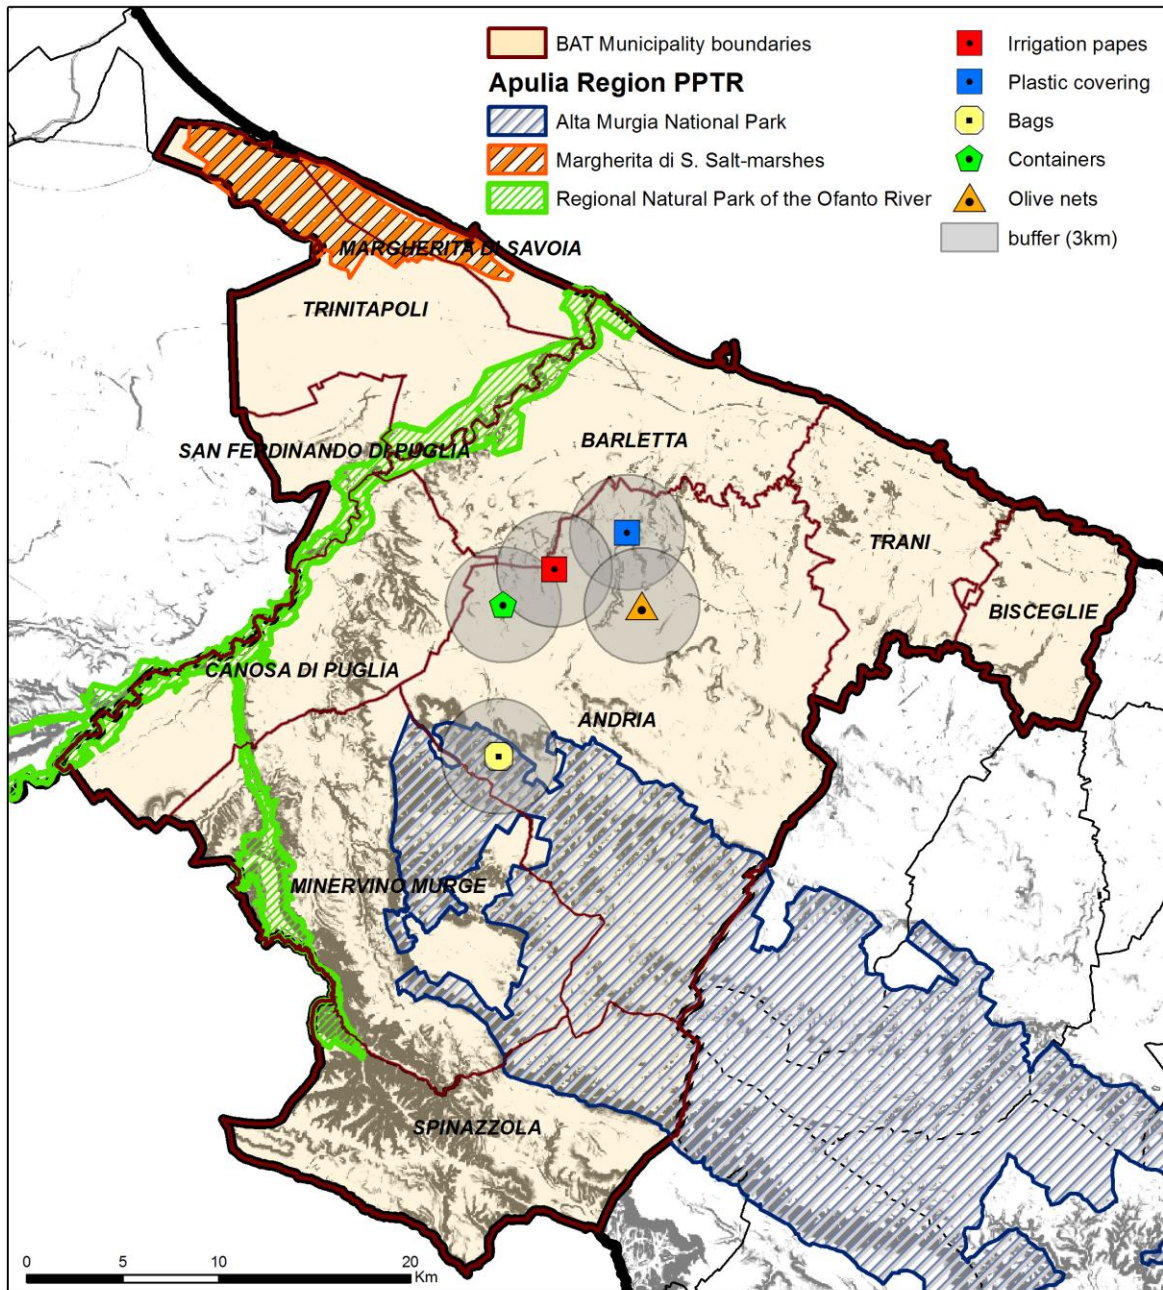 BAT Municipality boundaries
Apulia Region PPTR
Alta Murgia National Park
Margherita di S. Salt-marshes
Regional Natural Park of the Ofanto River
Irrigation papes
Plastic covering
Bags
Containers
Olive nets
buffer (3km)
MARGHERITA DI SAVOIA
TRINITAPOLI
SAN FERDINANDO DI PUGLIA
BARLETTA
TRANI
BISCEGLIE
CANOSA DI PUGLIA
ANDRIA
MINERVINO MURGE
SPINAZZOLA
0 5 10 20
Km